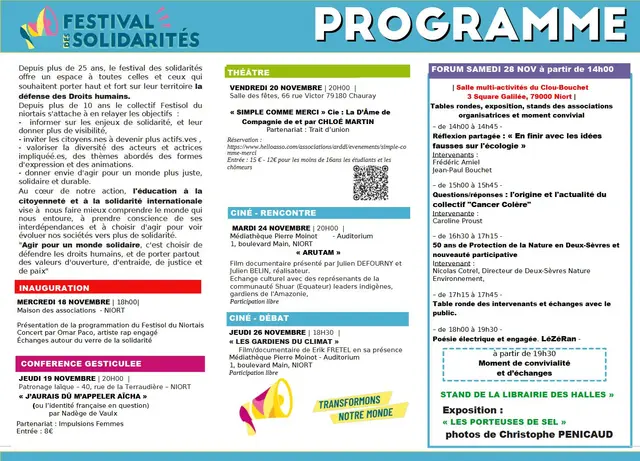 FESTIVAL
DES SOLIDARITÉS
PROGRAMME
Depuis plus de 25 ans, le festival des solidarités
offre un espace à toutes celles et ceux qui
souhaitent porter haut et fort sur leur territoire la
défense des Droits humains.
Depuis plus de 10 ans le collectif Festisol du
niortais s'attache à en relayer les objectifs :
- informer sur les enjeux de solidarité, et leur
donner plus de visibilité,
- inviter les citoyens.nes à devenir plus actifs.ves ,
- valoriser la diversité des acteurs et actrices
impliqué.es, des thèmes abordés des formes
d'expression et des animations.
- donner envie d'agir pour un monde plus juste,
solidaire et durable.
Au cœur de notre action, l'éducation à la
citoyenneté et à la solidarité internationale
vise à nous faire mieux comprendre le monde qui
nous entoure, à prendre conscience de ses
interdépendances et à choisir d'agir pour voir
évoluer nos sociétés vers plus de solidarité.
"Agir pour un monde solidaire, c'est choisir de
défendre les droits humains, et de porter partout
des valeurs d'ouverture, d'entraide, de justice et
de paix"
INAUGURATION
MERCREDI 18 NOVEMBRE | 18h00|
Maison des associations - NIORT
Présentation de la programmation du Festisol du Niortais
Concert par Omar Paco, artiste rap engagé
Échanges autour du verre de la solidarité
CONFERENCE GESTICULEE
JEUDI 19 NOVEMBRE | 20H00 |
Patronage laïque – 40, rue de la Terraudière – NIORT
« J'AURAIS DÛ M'APPELER AÏCHA »
(ou l'identité française en question)
par Nadège de Vaulx
Partenariat : Impulsions Femmes
Entrée : 8€
THÉÂTRE
VENDREDI 20 NOVEMBRE | 20H00 |
Salle des fêtes, 66 rue Victor 79180 Chauray
« SIMPLE COMME MERCI » Cie : La D'Âme de
Compagnie de et par CHLOÉ MARTIN
Partenariat : Trait d'union
Réservation :
https://www.helloasso.com/associations/arddi/evenements/simple-co
mme-merci
Entrée : 15 € - 12€ pour les moins de 16ans les étudiants et les
chômeurs
CINÉ - RENCONTRE
MARDI 24 NOVEMBRE | 20H00 |
Médiathèque Pierre Moinot - Auditorium
1, boulevard Main, NIORT
« ARUTAM »
Film documentaire présenté par Julien DEFOURNY et
Julien BELIN, réalisateur.
Echange culturel avec des représenants de la
communauté Shuar (Equateur) leaders indigènes,
gardiens de l'Amazonie,
Participation libre
CINÉ - DÉBAT
JEUDI 26 NOVEMBRE | 18H30 |
« LES GARDIENS DU CLIMAT »
Film/documentaire de Erik FRETEL en sa présence
Médiathèque Pierre Moinot - Auditorium
1, boulevard Main, NIORT
Participation libre
TRANSFORMONS
NOTRE MONDE
FORUM SAMEDI 28 NOV à partir de 14h00
| Salle multi-activités du Clou-Bouchet
3 Square Galilée, 79000 Niort |
Tables rondes, exposition, stands des associations
organisatrices et moment convivial
– de 14h00 à 14h45 -
Réflexion partagée : « En finir avec les idées
fausses sur l'écologie »
Intervenants :
Frédéric Amiel
Jean-Paul Bouchet
– de 15h00 à 15h45 -
Questions/réponses : l'origine et l'actualité du
collectif "Cancer Colère"
Intervenante :
Caroline Proust
– de 16h30 à 17h15 -
50 ans de Protection de la Nature en Deux-Sèvres et
nouveauté participative
Intervenant :
Nicolas Cotrel, Directeur de Deux-Sèvres Nature
Environnement,
– de 17h15 à 17h45 -
Table ronde des intervenants et échanges avec le
public.
– de 18h00 à 19h30 -
Poésie électrique et engagée. LéZéRan -
à partir de 19h30
Moment de convivialité
et d'échanges
STAND DE LA LIBRAIRIE DES HALLES »
Exposition :
« LES PORTEUSES DE SEL »
photos de Christophe PENICAUD